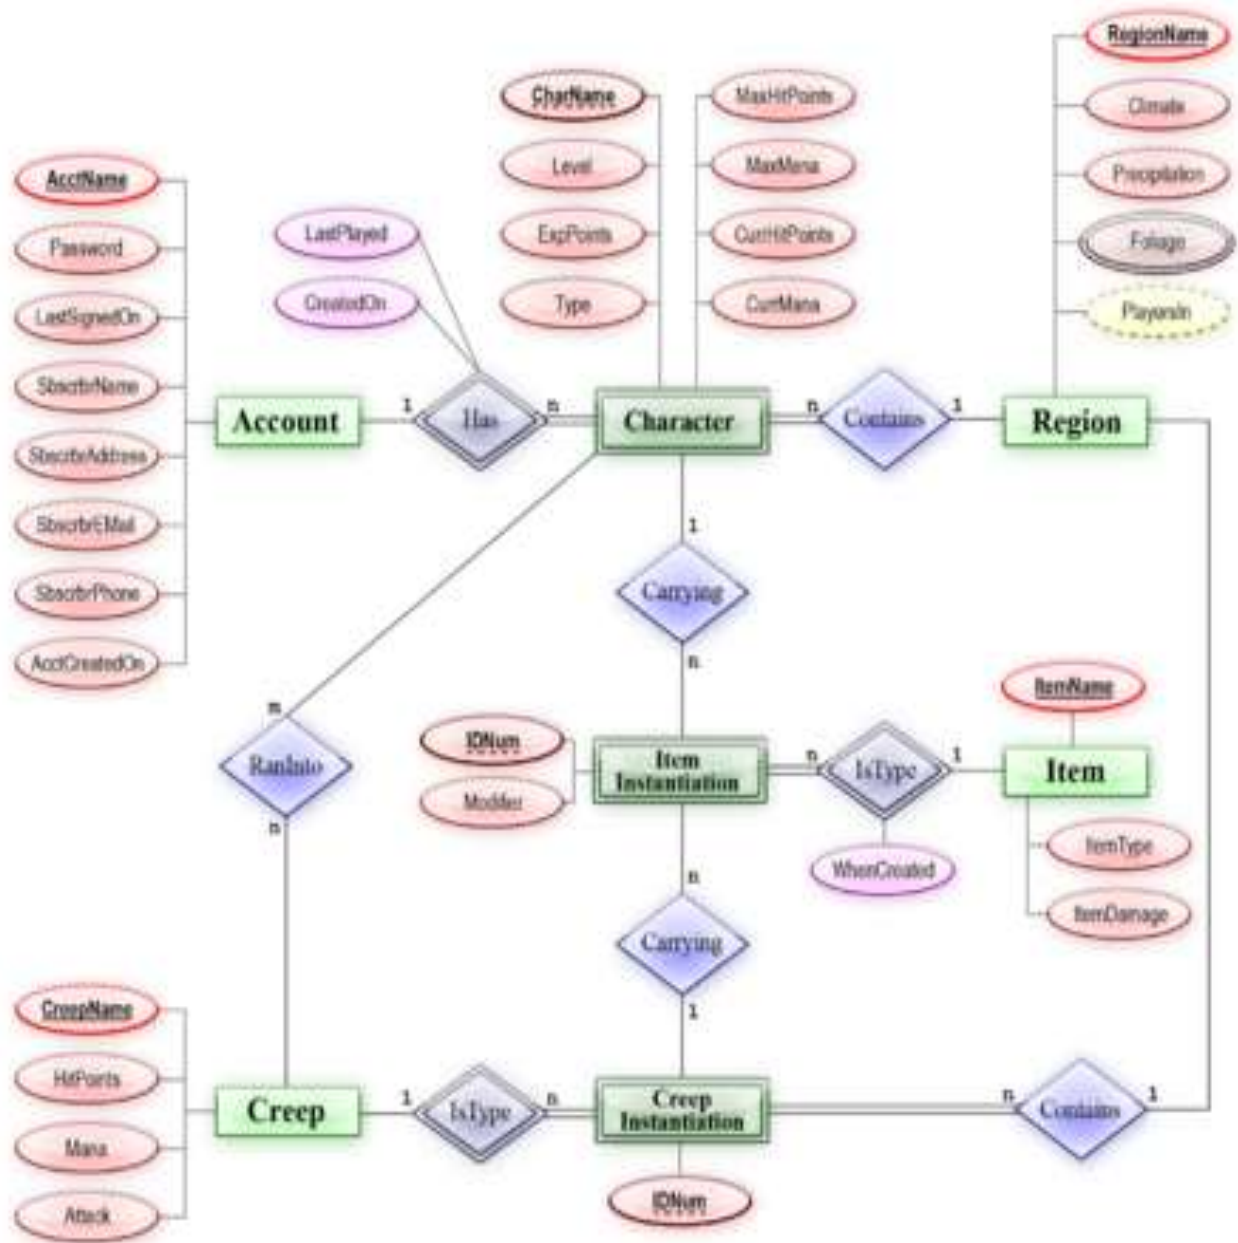 RegionName
CharName
MaxHitPoints
Climate
AcctName
Level
MaxMana
Precipitation
Password
LastPlayed
ExpPoints
CurrHitPoints
Foliage
LastSignedOn
CreatedOn
Type
CurrMana
PlayersIn
SbscrbrName
Account
1
Has
n
Character
n
Contains
1
Region
SbscrbrAddress
SbscrbrEMail
1
SbscrbrPhone
Carrying
AcctCreatedOn
n
ItemName
m
IDNum
RanInto
Item
Instantiation
n
IsType
1
Item
Modifier
n
ItemType
WhenCreated
n
ItemDamage
Carrying
CreepName
1
HitPoints
Creep
1
IsType
n
Creep
Instantiation
n
Contains
1
Mana
IDNum
Attack